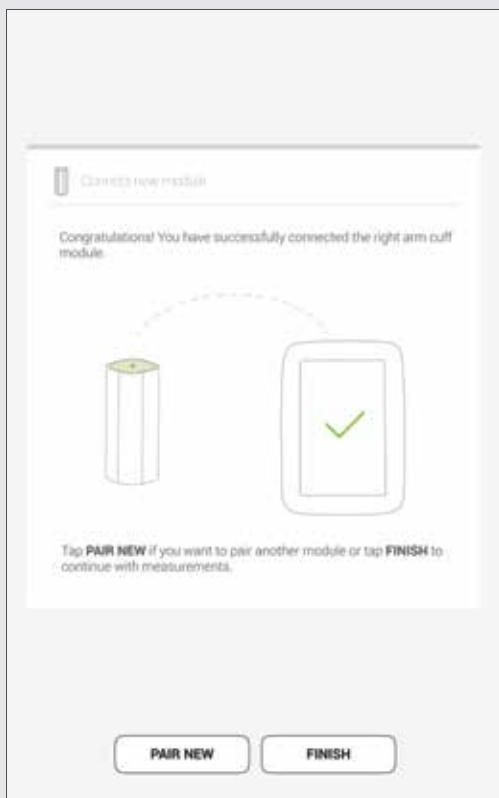 Connect new module
Congratulations! You have successfully connected the right arm cuff
module.
Tap PAIR NEW if you want to pair another module or tap FINISH to
continue with measurements.
PAIR NEW
FINISH